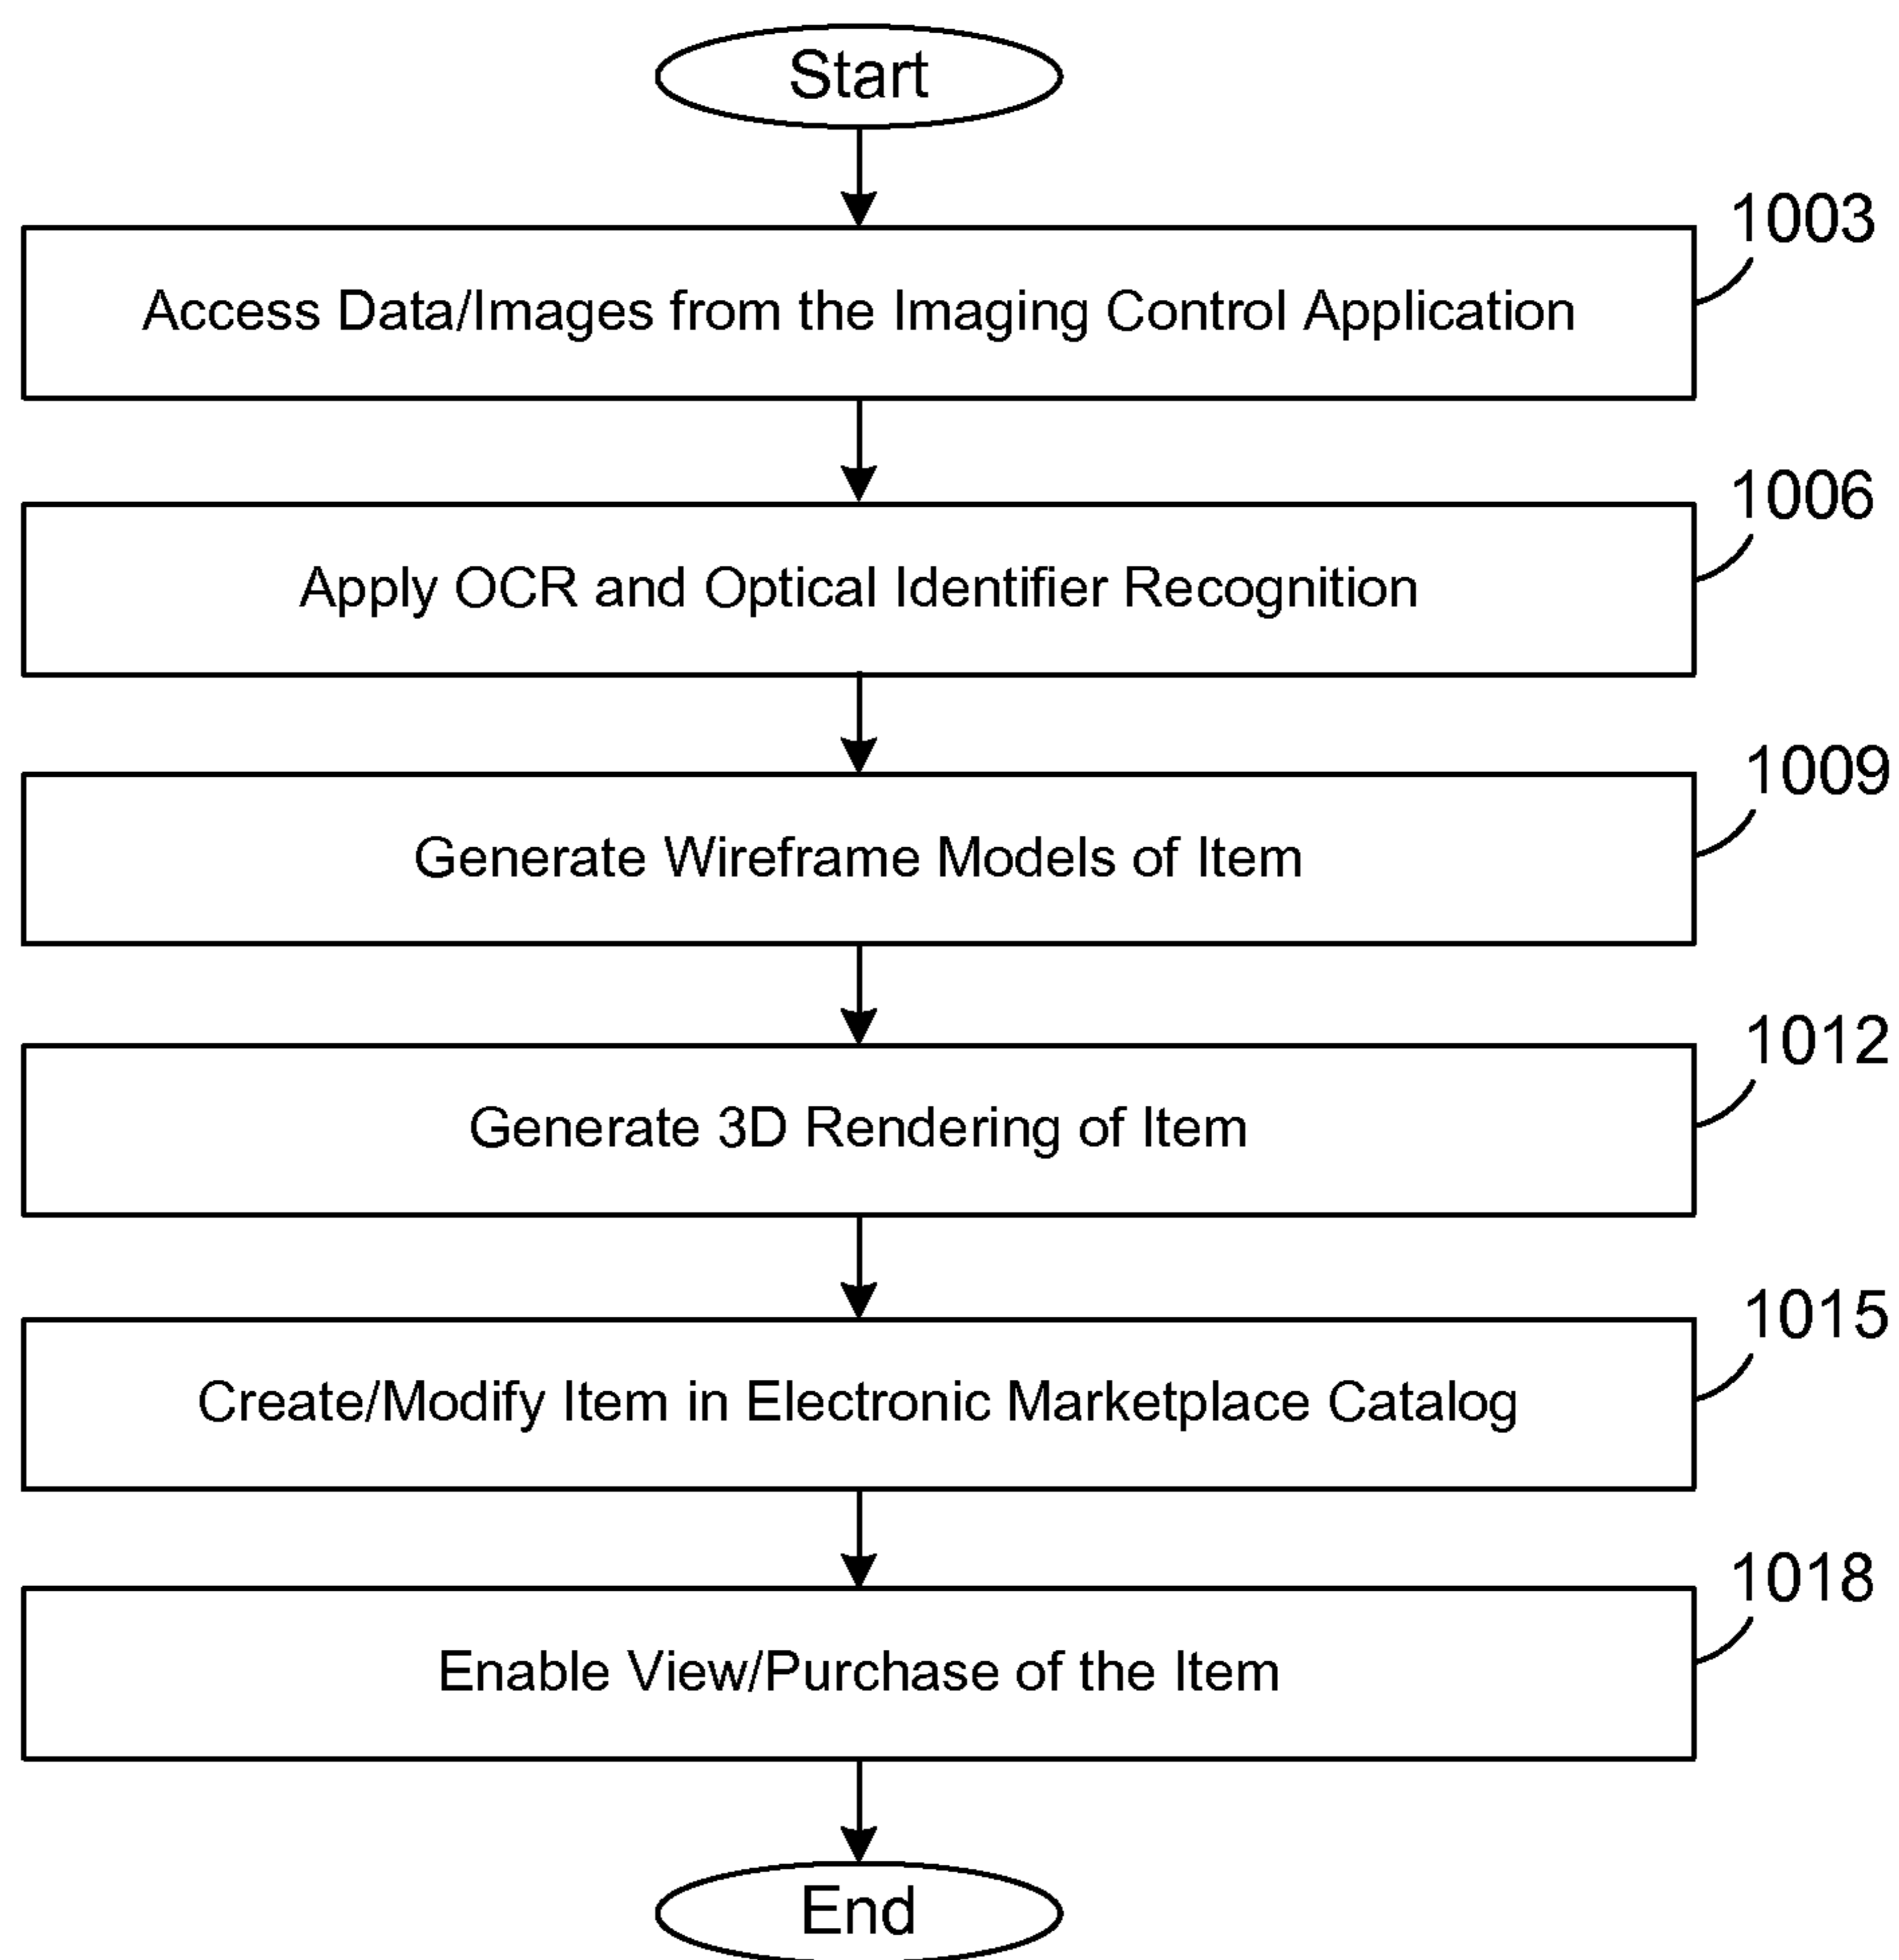 Start
1003
Access Data/Images from the Imaging Control Application
1006
Apply OCR and Optical Identifier Recognition
1009
Generate Wireframe Models of Item
1012
Generate 3D Rendering of Item
1015
Create/Modify Item in Electronic Marketplace Catalog
1018
Enable View/Purchase of the Item
End